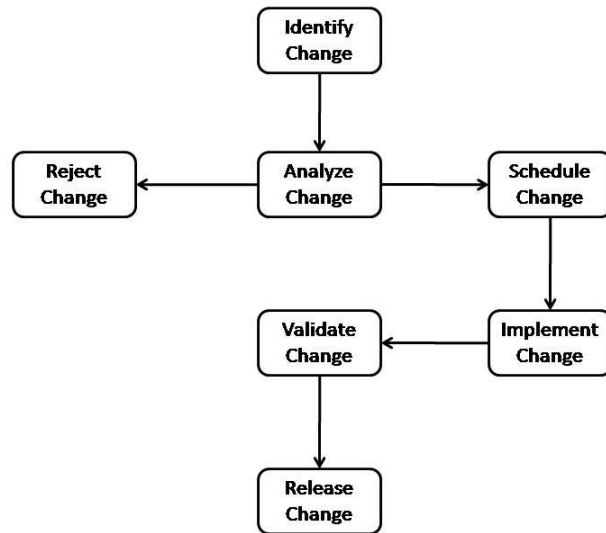 Identify
Change
Reject
Change
Analyze
Change
Schedule
Change
Validate
Change
Implement
Change
Release
Change